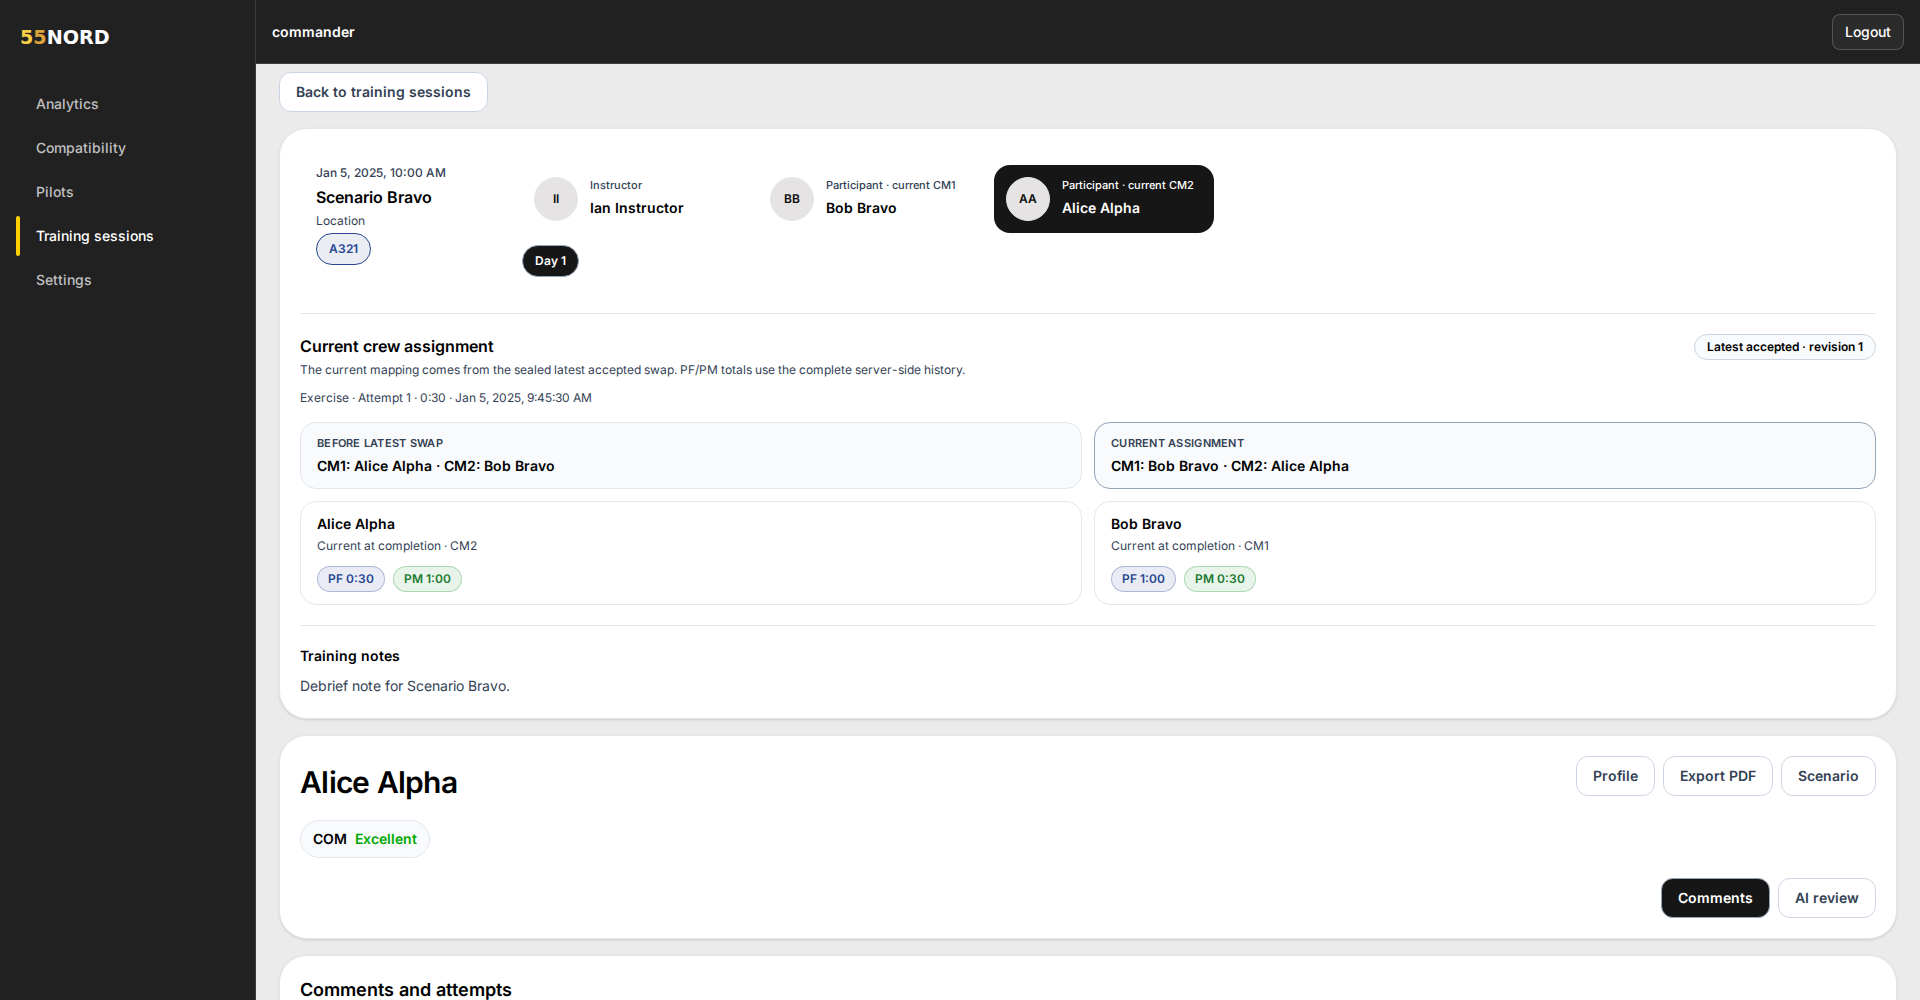 55NORD
commander
Logout
Analytics
Compatibility
Pilots
Training sessions
Settings
Back to training sessions
Jan 5, 2025, 10:00 AM
Scenario Bravo
Location
A321
II
Instructor
Ian Instructor
BB
Participant · current CM1
Bob Bravo
AA
Participant · current CM2
Alice Alpha
Day 1
Current crew assignment
Latest accepted · revision 1
The current mapping comes from the sealed latest accepted swap. PF/PM totals use the complete server-side history.
Exercise · Attempt 1 · 0:30 · Jan 5, 2025, 9:45:30 AM
BEFORE LATEST SWAP
CM1: Alice Alpha · CM2: Bob Bravo
CURRENT ASSIGNMENT
CM1: Bob Bravo · CM2: Alice Alpha
Alice Alpha
Current at completion · CM2
PF 0:30 PM 1:00
Bob Bravo
Current at completion · CM1
PF 1:00 PM 0:30
Training notes
Debrief note for Scenario Bravo.
Alice Alpha
Profile Export PDF Scenario
COM Excellent
Comments AI review
Comments and attempts